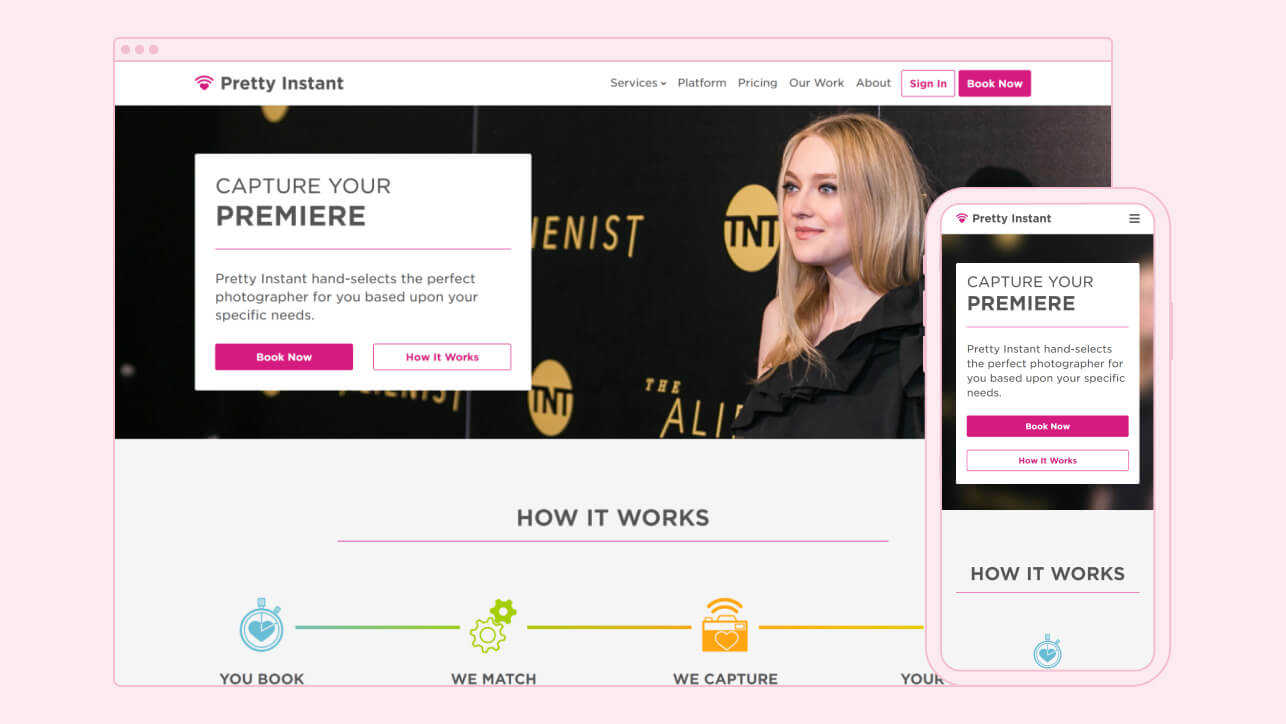 Pretty Instant
Services Platform Pricing Our Work About Sign In Book Now
CAPTURE YOUR
PREMIERE
Pretty Instant hand-selects the perfect
photographer for you based upon your
specific needs.
Book Now How It Works
IENIST
TNT
TNT
THE
ALIE
LIENIST
HOW IT WORKS
YOU BOOK
WE MATCH
WE CAPTURE
YOUR
Pretty Instant
CAPTURE YOUR
PREMIERE
Pretty Instant hand-selects
the perfect photographer for
you based upon your specific
needs.
Book Now
How It Works
HOW IT WORKS